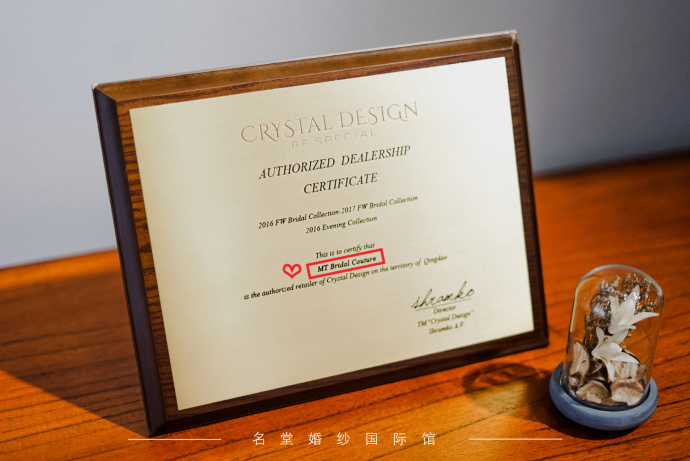 CRYSTAL DESIGN
BE SPECIAL
AUTHORIZED DEALERSHIP
CERTIFICATE
2016 FW Bridal Collection-2017 FW Bridal Collection
2016 Evening Collection
This is to certify that
MT Bridal Couture
is the authorized retailer of Crystal Design on the territory of Qingdao
shramko
Director
TM"Crystal Design"
Shramko A.V.
名堂婚纱国际馆